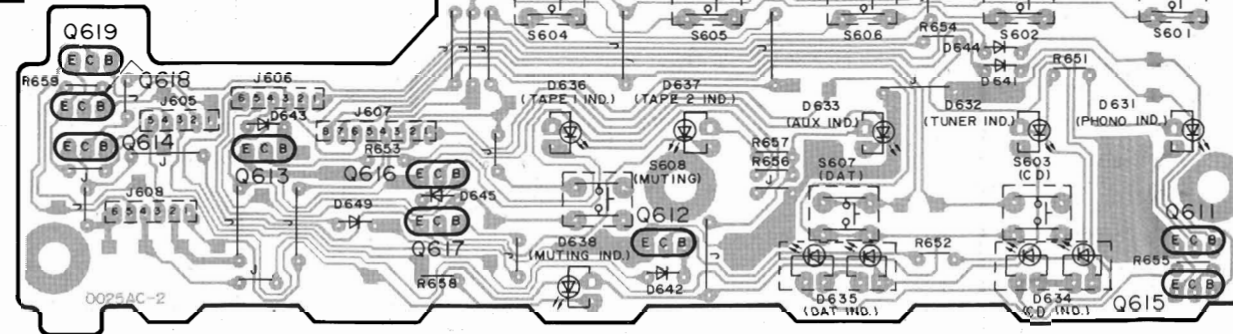 S604
S605
S606
R654
S602
S601
Q619
E C B
D644
D641
R651
R659
Q618
E C B
J606
6 5 4 3 2 1
D636
(TAPE 1 IND.)
D637
(TAPE 2 IND.)
J
D633
(AUX IND.)
D632
(TUNER IND.)
D631
(PHONO IND.)
J605
5 4 3 2 1
D643
J607
8 7 6 5 4 3 2 1
Q614
E C B
J
Q613
E C B
R653
R657
R656
J
Q616
E C B
S608
(MUTING)
S607
(DAT)
S603
(CD)
J608
6 5 4 3 2 1
D649
D645
Q617
E C B
Q612
E C B
Q611
E C B
D638
(MUTING IND.)
R652
R655
J
R658
D642
0025AC-2
D635
(DAT IND.)
D634
(CD IND.)
Q615
E C B